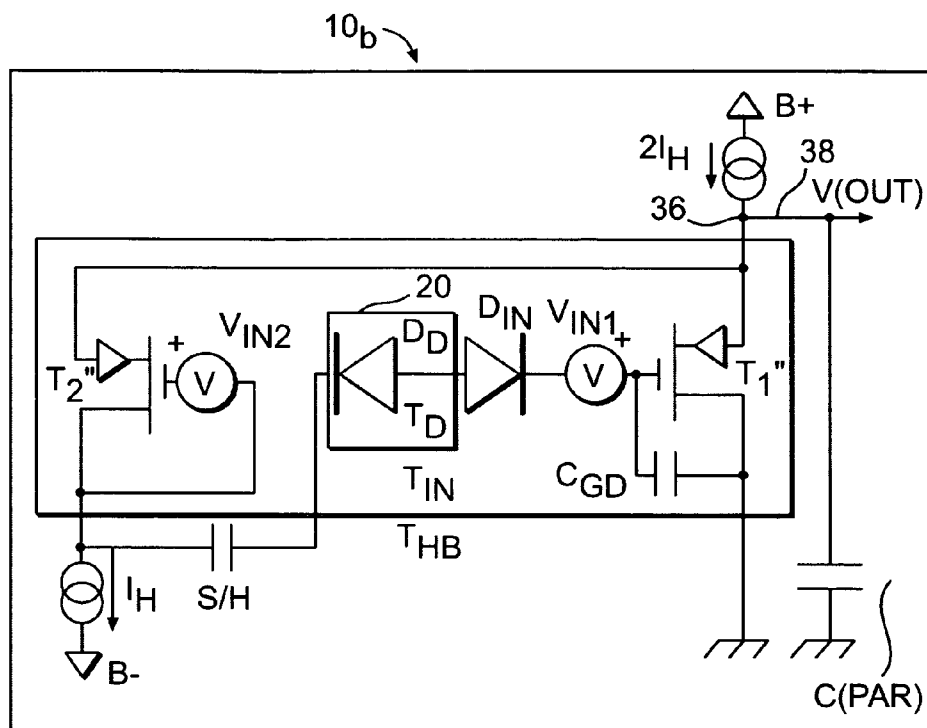 10b
B+
2IH
38
36
V(OUT)
20
DIN
VIN1
+
VIN2
+
DD
T2"
V
V
T1"
TD
CGD
TIN
THB
IH
S/H
B-
C(PAR)